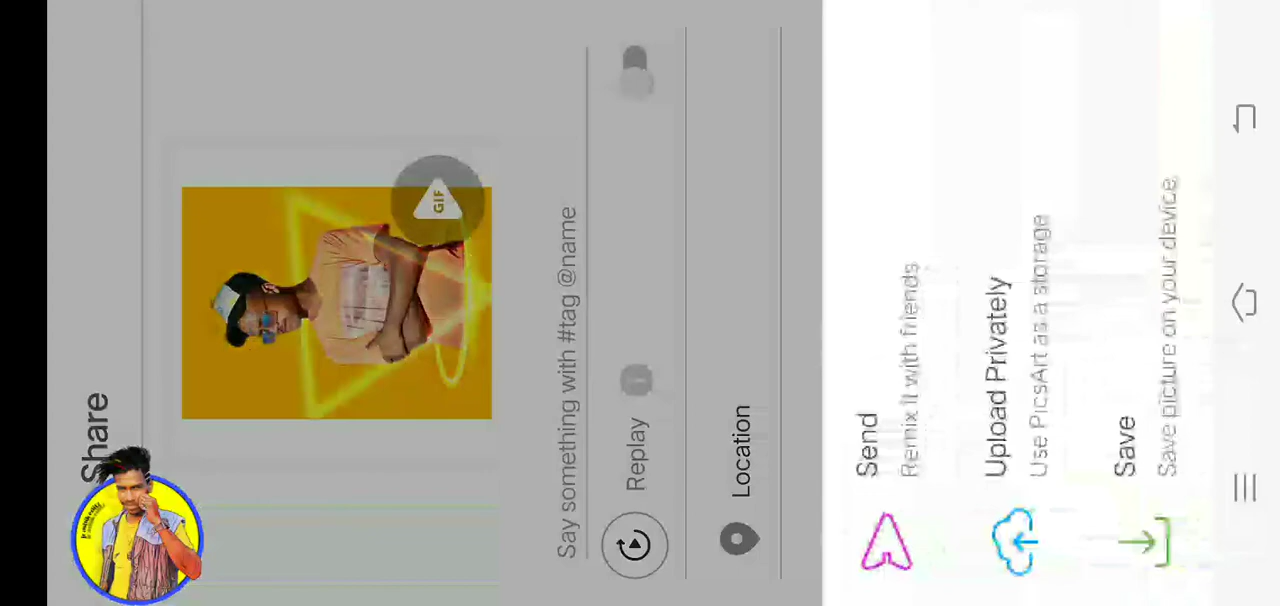 Share
GIF
Say something with #tag @name
Replay
Location
Send
Remix it with friends
Upload Privately
Use PicsArt as a storage
Save
Save picture on your device